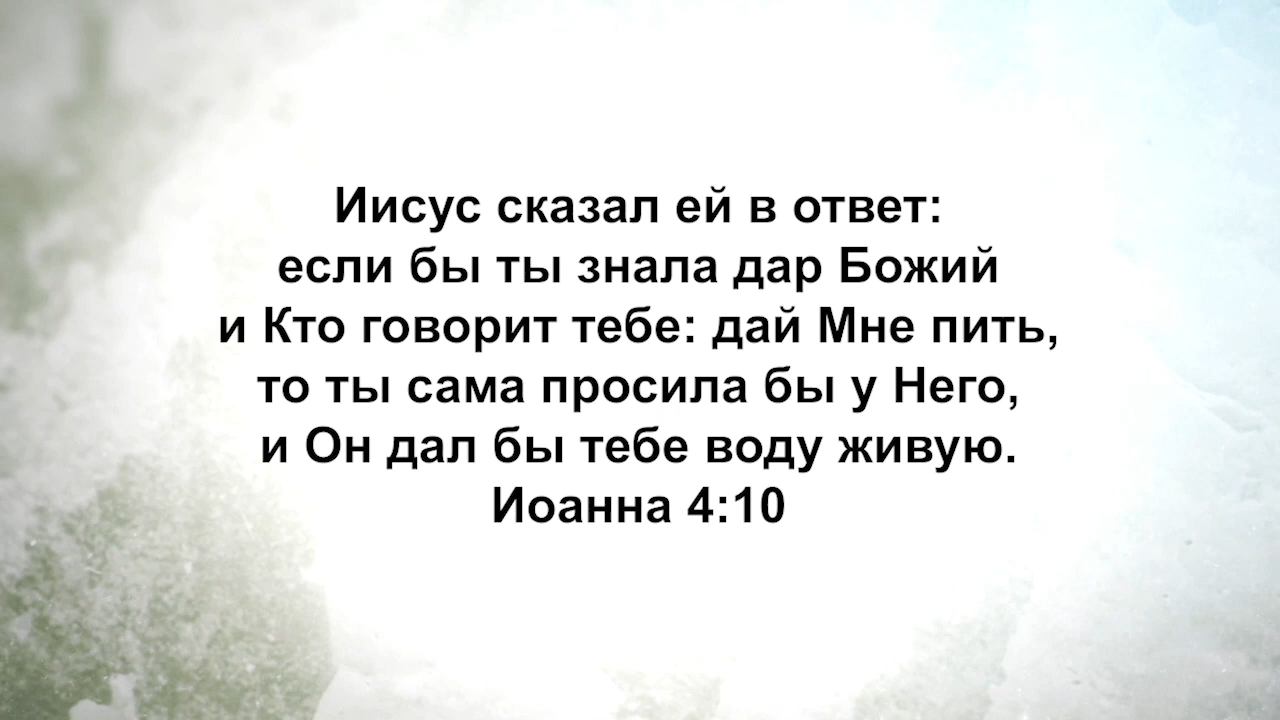 Иисус сказал ей в ответ:
если бы ты знала дар Божий
и Кто говорит тебе: дай Мне пить,
то ты сама просила бы у Него,
и Он дал бы тебе воду живую.
Иоанна 4:10